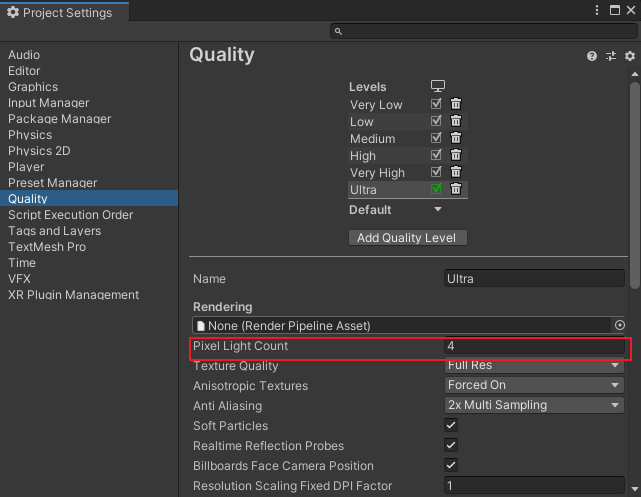 Project Settings
Quality
Audio
Editor
Graphics
Input Manager
Package Manager
Physics
Physics 2D
Player
Preset Manager
Quality
Script Execution Order
Tags and Layers
TextMesh Pro
Time
VFX
XR Plugin Management
Levels
Very Low
Low
Medium
High
Very High
Ultra
Default
Add Quality Level
Name Ultra
Rendering
None (Render Pipeline Asset)
Pixel Light Count 4
Texture Quality Full Res
Anisotropic Textures Forced On
Anti Aliasing 2x Multi Sampling
Soft Particles
Realtime Reflection Probes
Billboards Face Camera Position
Resolution Scaling Fixed DPI Factor 1